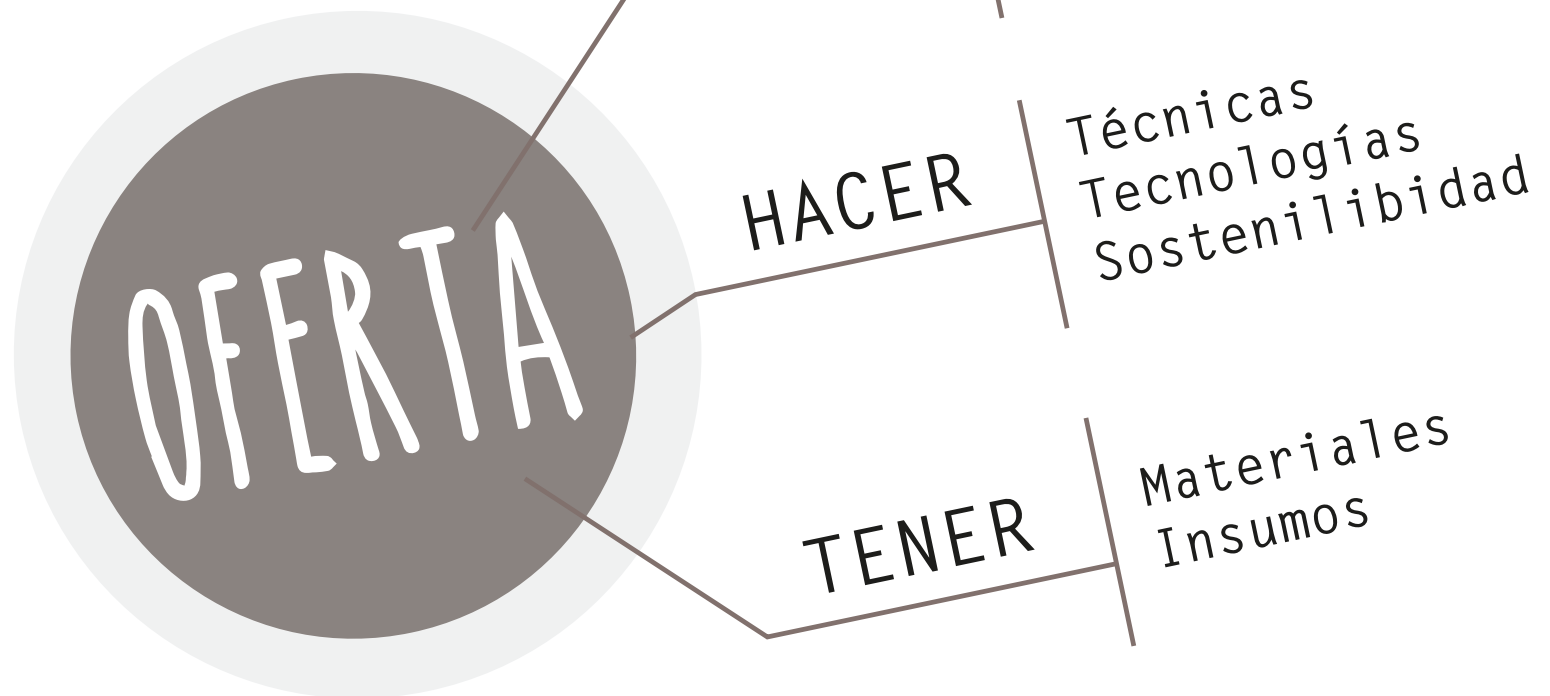 OFERTA
HACER
Técnicas
Tecnologías
Sostenilibidad
TENER
Materiales
Insumos